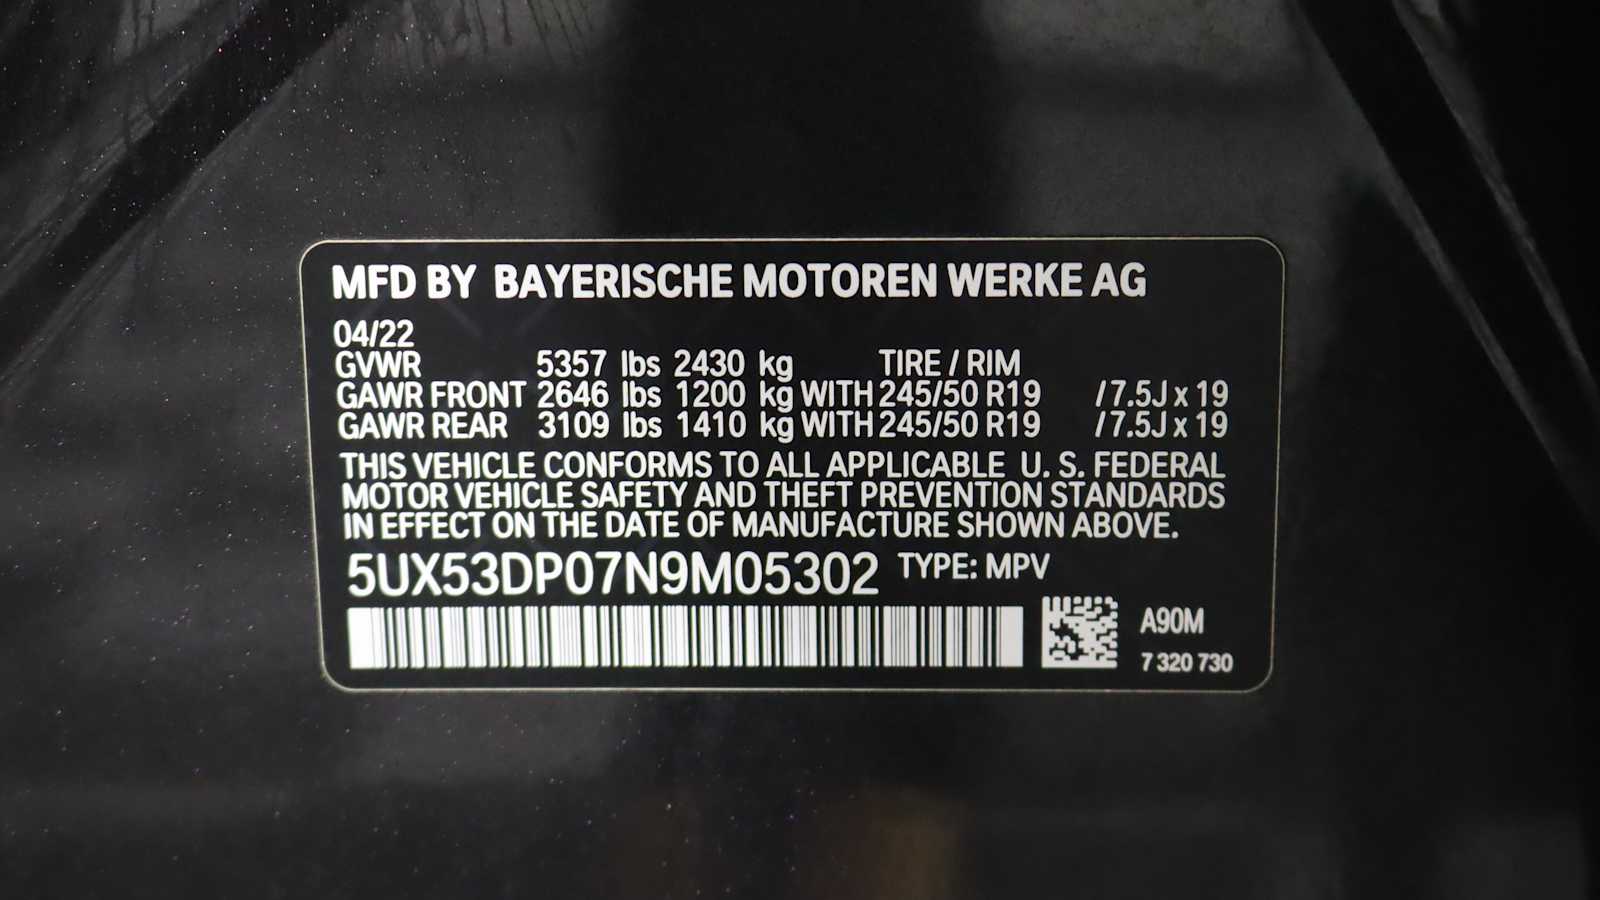 MFD BY BAYERISCHE MOTOREN WERKE AG
04/22
GVWR 5357 lbs 2430 kg TIRE / RIM
GAWR FRONT 2646 lbs 1200 kg WITH 245/50 R19 / 7.5J x 19
GAWR REAR 3109 lbs 1410 kg WITH 245/50 R19 / 7.5J x 19
THIS VEHICLE CONFORMS TO ALL APPLICABLE U. S. FEDERAL
MOTOR VEHICLE SAFETY AND THEFT PREVENTION STANDARDS
IN EFFECT ON THE DATE OF MANUFACTURE SHOWN ABOVE.
5UX53DP07N9M05302 TYPE: MPV
A90M
7 320 730